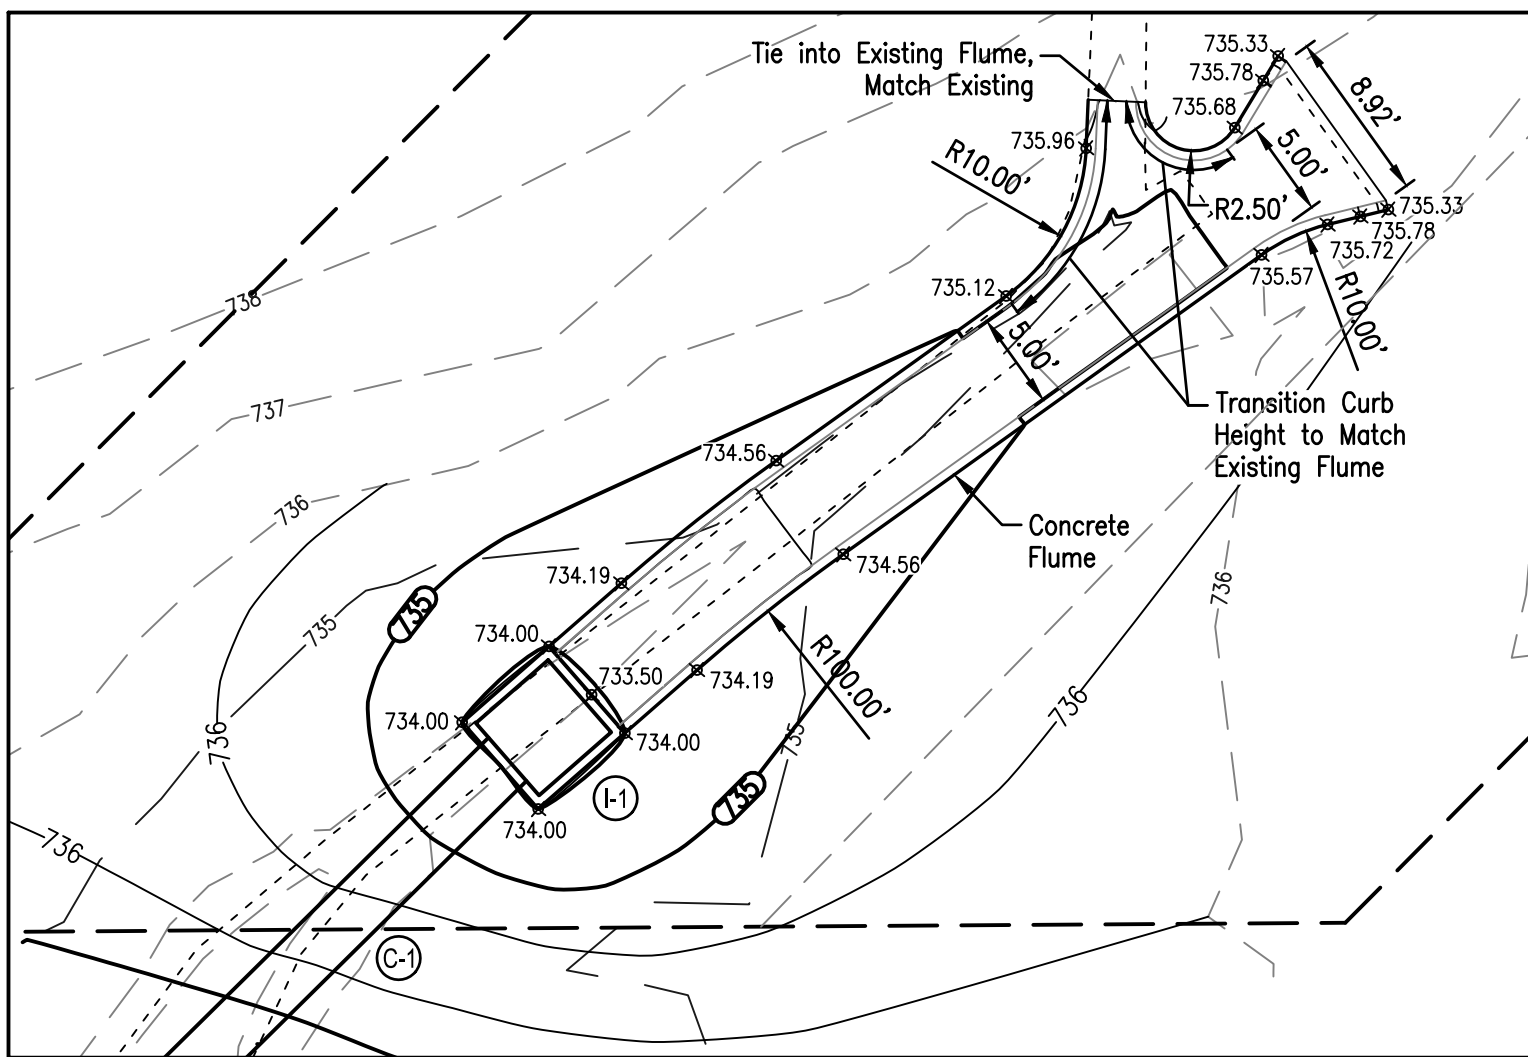 735.33
Tie into Existing Flume,
Match Existing
735.78
8.92'
735.68
735.96
5.00'
R10.00'
R2.50'
735.33
735.78
735.72
735.57
738
735.12
R10.00'
5.00'
737
Transition Curb
Height to Match
Existing Flume
734.56
736
Concrete
Flume
734.56
734.19
736
735
735
734.00
R100.00'
733.50
734.19
734.00
736
734.00
735
736
735
I-1
734.00
736
C-1